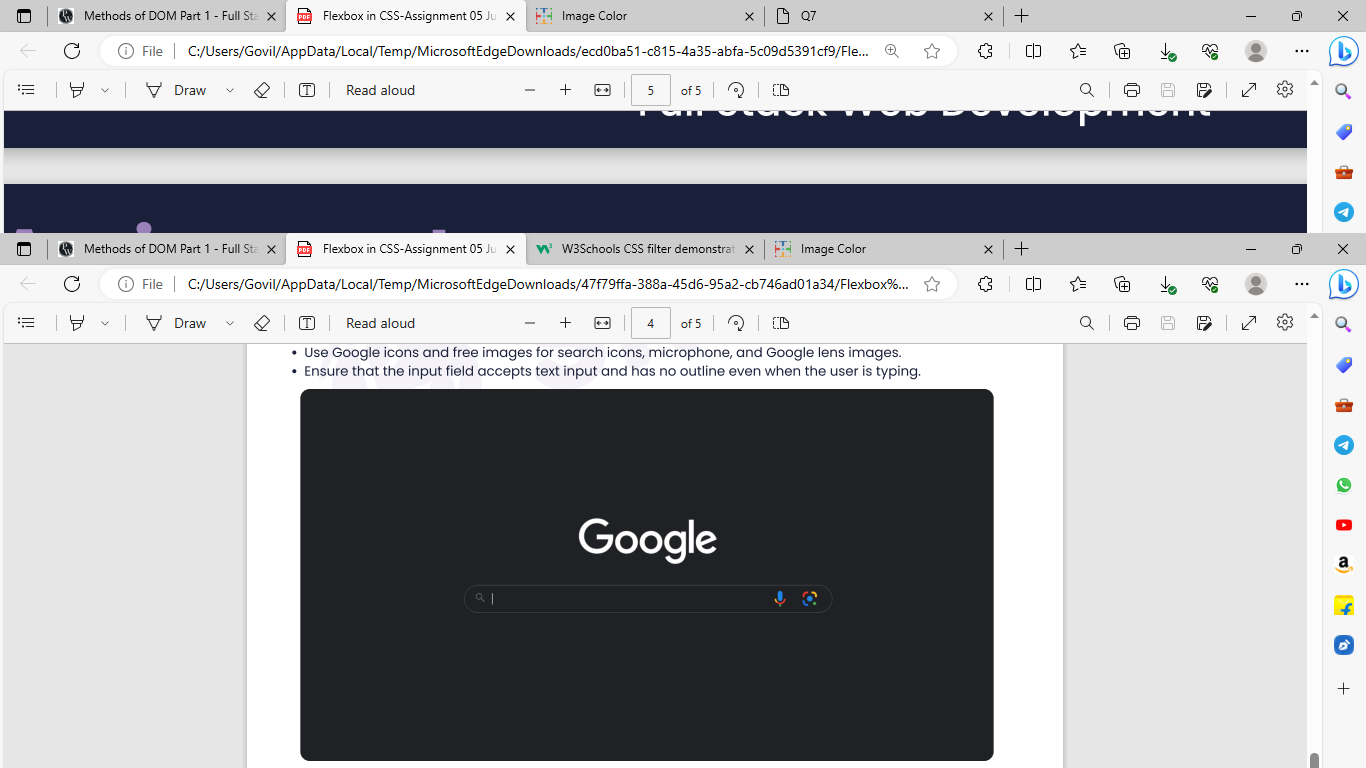 Methods of DOM Part 1 - Full Sta
Flexbox in CSS-Assignment 05 Ju
Image Color
Q7
File
C:/Users/Govil/AppData/Local/Temp/MicrosoftEdgeDownloads/ecd0ba51-c815-4a35-abfa-5c09d5391cf9/Fle...
Draw
Read aloud
5
of 5
Full Stack Web Development
Methods of DOM Part 1 - Full Sta
Flexbox in CSS-Assignment 05 Ju
W3Schools CSS filter demonstrat
Image Color
File
C:/Users/Govil/AppData/Local/Temp/MicrosoftEdgeDownloads/47f79ffa-388a-45d6-95a2-cb746ad01a34/Flexbox%...
Draw
Read aloud
4
of 5
• Use Google icons and free images for search icons, microphone, and Google lens images.
• Ensure that the input field accepts text input and has no outline even when the user is typing.
Google